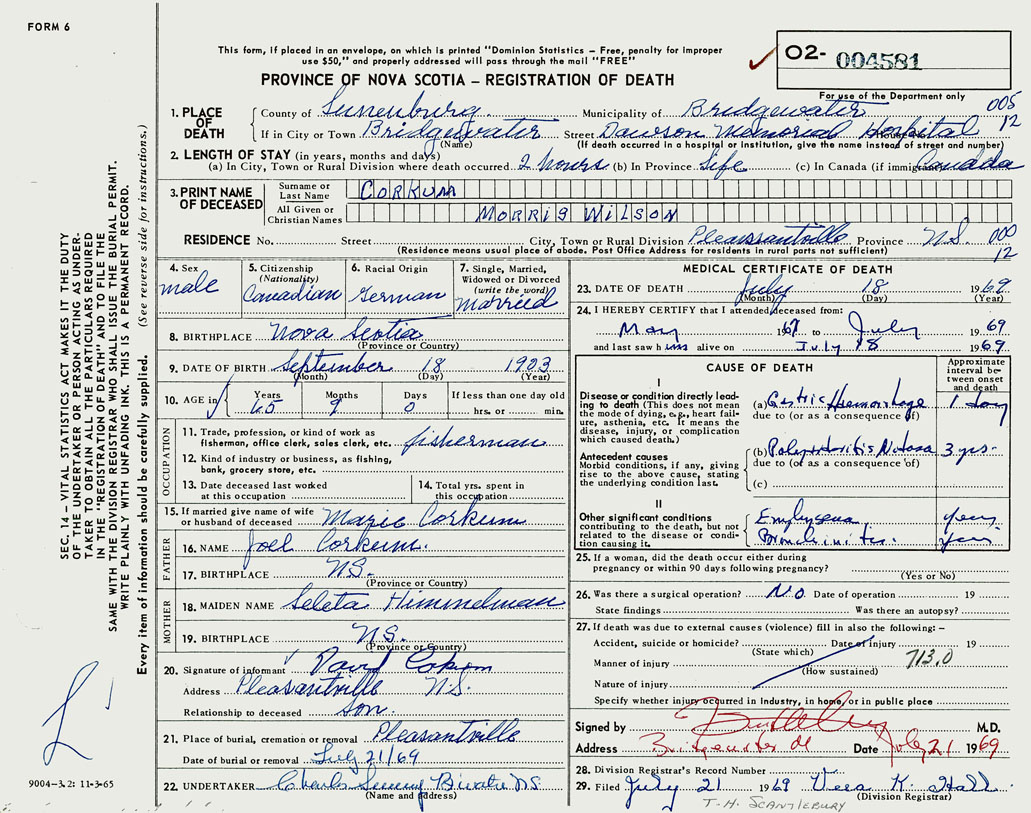 FORM 6
This form, if placed in an envelope, on which is printed "Dominion Statistics – Free, penalty for improper
use $50," and properly addressed will pass through the mail "FREE"
PROVINCE OF NOVA SCOTIA – REGISTRATION OF DEATH
O2- 004581
For use of the Department only
005
12
1. PLACE OF DEATH
County of Lunenburg Municipality of Bridgewater
If in City or Town Bridgewater Street Dawson Memorial Hospital
(Name) (If death occurred in a hospital or institution, give the name instead of street and number)
2. LENGTH OF STAY (in years, months and days)
(a) In City, Town or Rural Division where death occurred 2 hours (b) In Province Life (c) In Canada (if immigrant) Canada
3. PRINT NAME OF DECEASED
Surname or Last Name CORKUM
All Given or Christian Names MORRIS WILSON
RESIDENCE No. Street City, Town or Rural Division Pleasantville Province N.S. 000
12
(Residence means usual place of abode. Post Office Address for residents in rural parts not sufficient)
4. Sex male
5. Citizenship (Nationality) Canadian
6. Racial Origin German
7. Single, Married, Widowed or Divorced (write the word) Married
8. BIRTHPLACE Nova Scotia
(Province or Country)
9. DATE OF BIRTH September 18 1903
(Month) (Day) (Year)
10. AGE in Years 65 Months 9 Days 0 If less than one day old hrs. or min.
OCCUPATION
11. Trade, profession, or kind of work as
fisherman, office clerk, sales clerk, etc. fisherman
12. Kind of industry or business, as fishing,
bank, grocery store, etc.
13. Date deceased last worked
at this occupation
14. Total yrs. spent in
this occupation
15. If married give name of wife
or husband of deceased Marie Corkum
FATHER
16. NAME Joel Corkum.
17. BIRTHPLACE N.S.
(Province or Country)
MOTHER
18. MAIDEN NAME Seleta Himmelman
19. BIRTHPLACE N.S.
(Province or Country)
20. Signature of informant David Corkum
Address Pleasantville N.S.
Relationship to deceased son.
21. Place of burial, cremation or removal Pleasantville
Date of burial or removal July 21/69
22. UNDERTAKER Charles NS
(Name and address)
MEDICAL CERTIFICATE OF DEATH
23. DATE OF DEATH July 18 1969
(Month) (Day) (Year)
24. I HEREBY CERTIFY that I attended deceased from:
May 1967 to July 1969
and last saw him alive on July 18 1969
CAUSE OF DEATH
Approximate interval between onset and death
I
Disease or condition directly lead-
ing to death (This does not
mean the mode of dying, e.g., heart fail-
ure, asthenia, etc. It means the
disease, injury, or complication
which caused death.)
(a) Gastric Hemorrhage 1 day
due to (or as a consequence of)
Antecedent causes
Morbid conditions, if any, giving
rise to the above cause, stating
the underlying condition last.
(b) Polyarteritis Nodosa 3 yrs.
due to (or as a consequence of)
(c)
II
Other significant conditions
contributing to the death, but not
related to the disease or condi-
tion causing it.
Emphysema years
years
25. If a woman, did the death occur either during
pregnancy or within 90 days following pregnancy?
(Yes or No)
26. Was there a surgical operation? No Date of operation 19
State findings Was there an autopsy?
27. If death was due to external causes (violence) fill in also the following: –
Accident, suicide or homicide? Date of injury 19
(State which)
Manner of injury 713.0
(How sustained)
Nature of injury
Specify whether injury occurred in industry, in home, or in public place
Signed by M.D.
Address Bridgewater Date July 21 1969
28. Division Registrar's Record Number
29. Filed July 21 1969 Vera K. Hall
(Division Registrar)
T. H. SCANTLEBURY
SEC. 14 – VITAL STATISTICS ACT MAKES IT THE DUTY
OF THE UNDERTAKER OR PERSON ACTING AS UNDER-
TAKER TO OBTAIN ALL THE PARTICULARS REQUIRED
IN THE "REGISTRATION OF DEATH" AND TO FILE THE
SAME WITH THE DIVISION REGISTRAR WHO SHALL ISSUE THE BURIAL PERMIT.
WRITE PLAINLY WITH UNFADING INK. THIS IS A PERMANENT RECORD.
Every item of information should be carefully supplied. (See reverse side for instructions.)
9004-3.2: 11-3-65